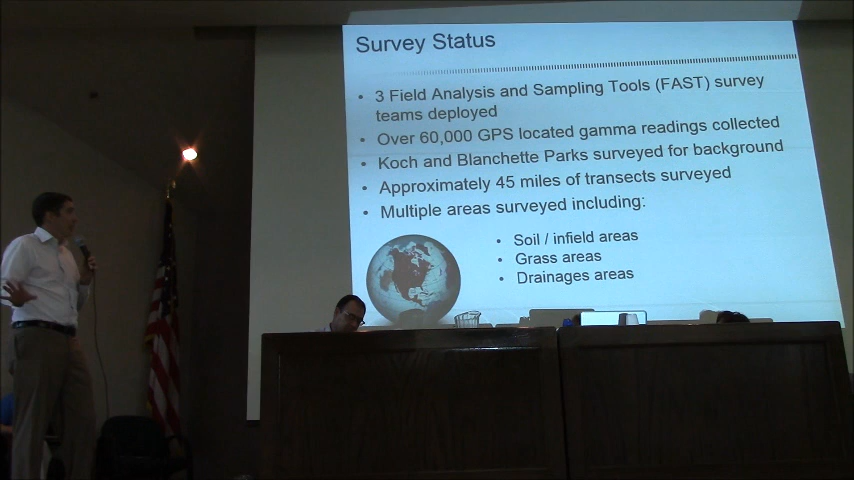 Survey Status
• 3 Field Analysis and Sampling Tools (FAST) survey
teams deployed
• Over 60,000 GPS located gamma readings collected
• Koch and Blanchette Parks surveyed for background
• Approximately 45 miles of transects surveyed
• Multiple areas surveyed including:
• Soil / infield areas
• Grass areas
• Drainages areas